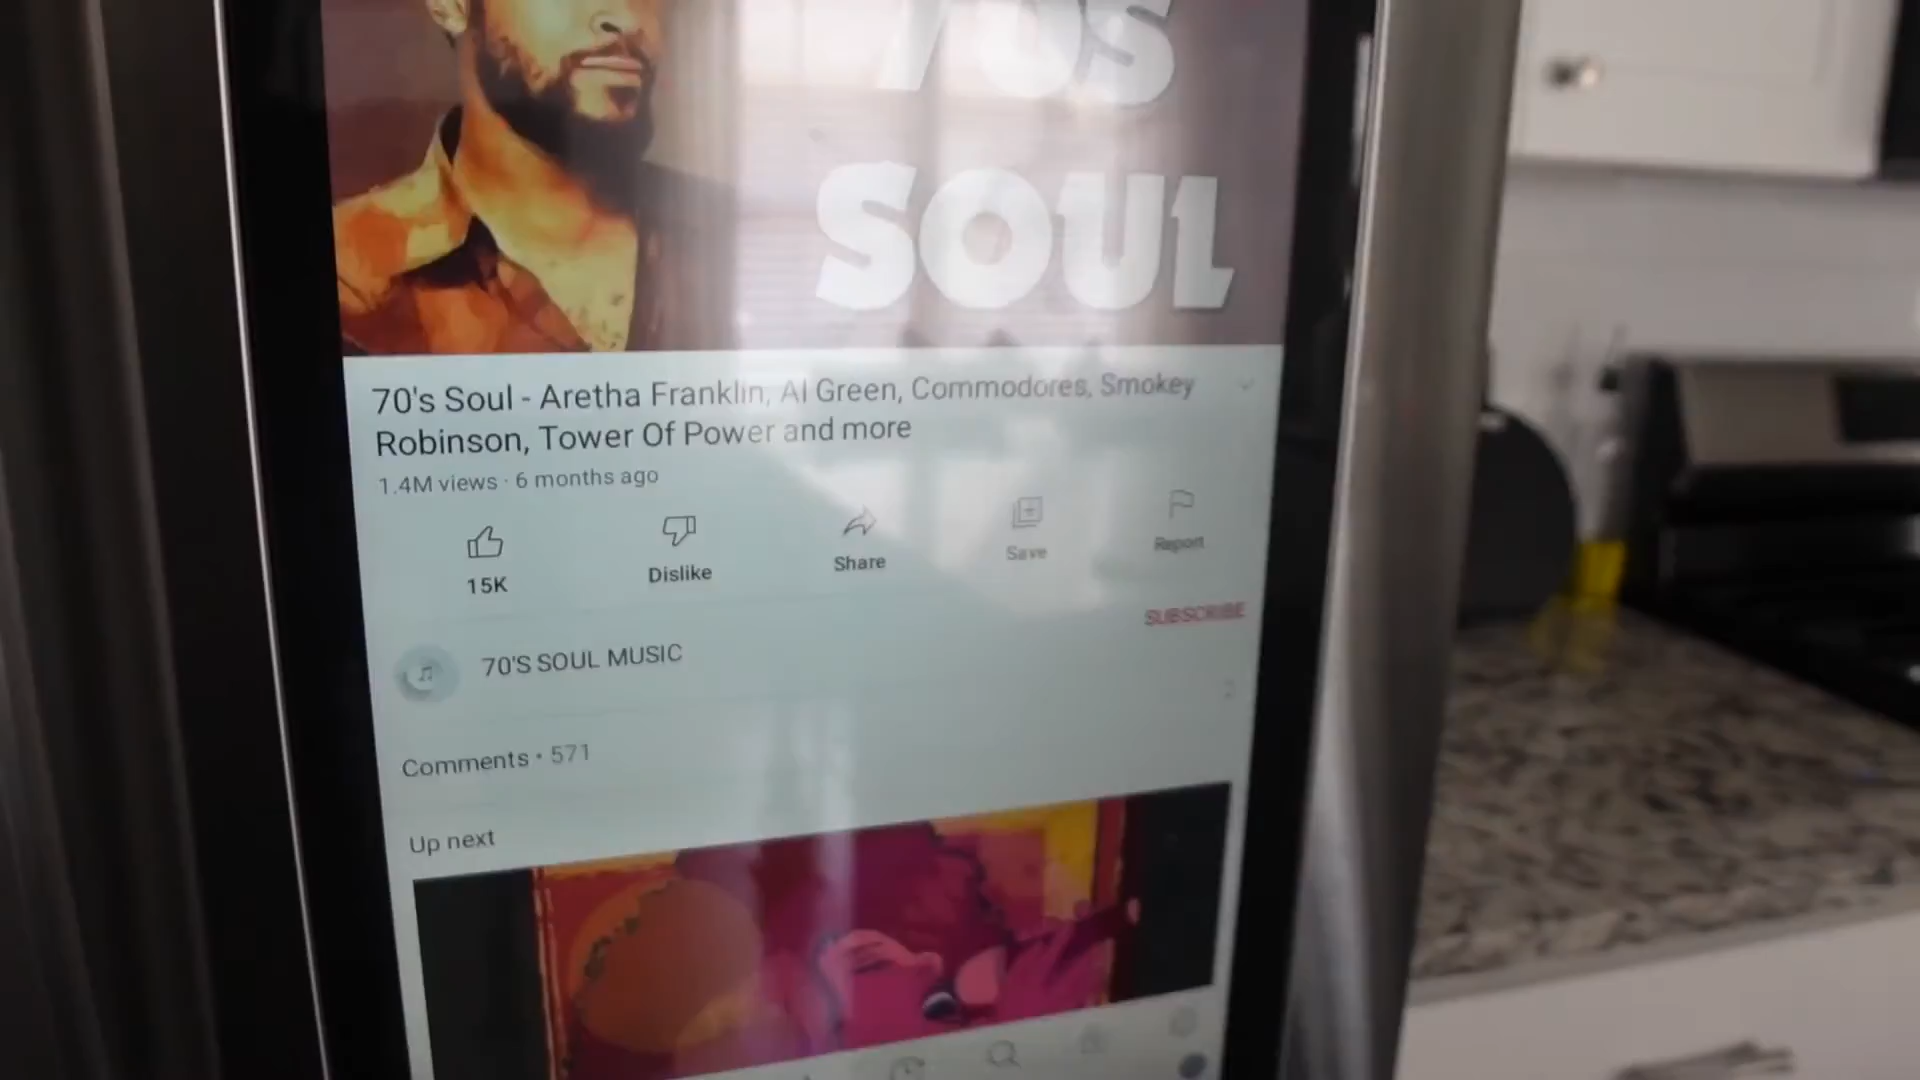 70s
SOUL
70's Soul - Aretha Franklin, Al Green, Commodores, Smokey
Robinson, Tower Of Power and more
1.4M views · 6 months ago
15K
Dislike
Share
Save
Report
SUBSCRIBE
70'S SOUL MUSIC
Comments • 571
Up next